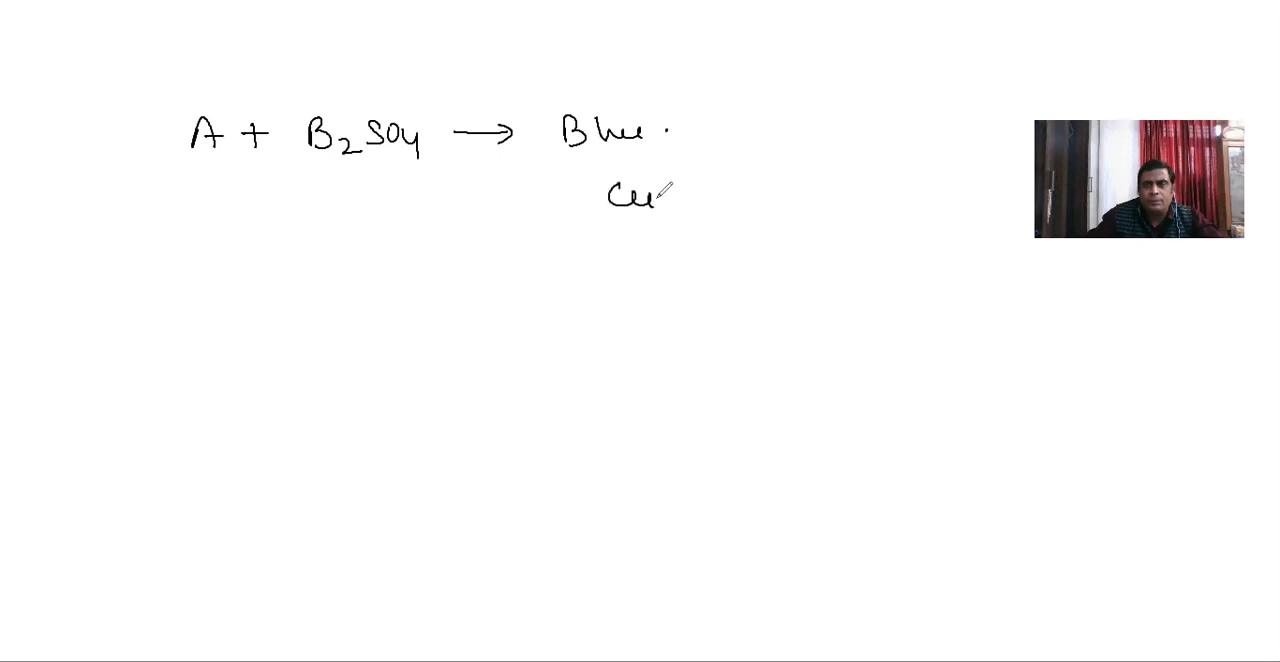 A + B₂SO₄ → Blue.
Cu